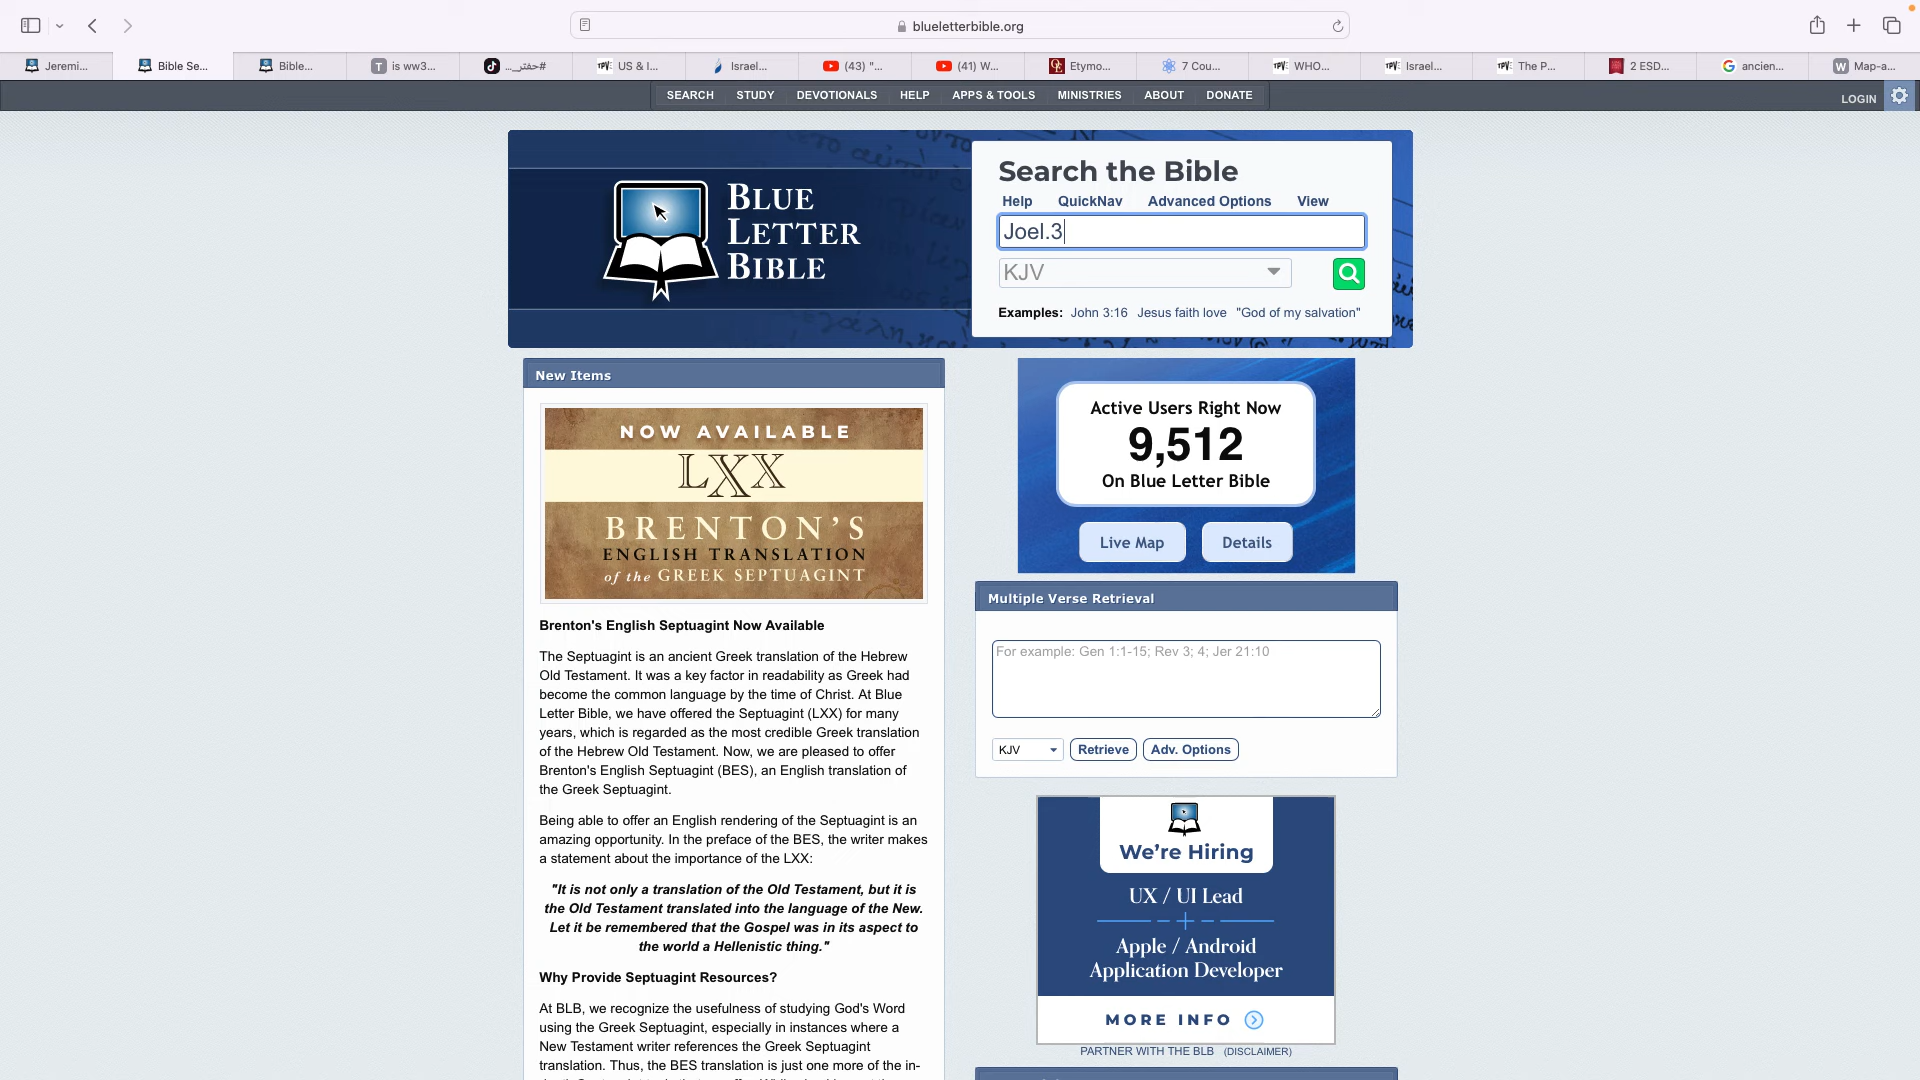 blueletterbible.org
Jeremi... Bible Se... Bible... is ww3... #حفتر_... US & I... Israel... (43) "... (41) W... Etymo... 7 Cou... WHO... Israel... The P... 2 ESD... ancien... Map-a...
SEARCH STUDY DEVOTIONALS HELP APPS & TOOLS MINISTRIES ABOUT DONATE
LOGIN
BLUE
LETTER
BIBLE
Search the Bible
Help QuickNav Advanced Options View
Joel.3
KJV
Examples: John 3:16 Jesus faith love "God of my salvation"
New Items
NOW AVAILABLE
LXX
BRENTON'S
ENGLISH TRANSLATION
of the GREEK SEPTUAGINT
Brenton's English Septuagint Now Available
The Septuagint is an ancient Greek translation of the Hebrew
Old Testament. It was a key factor in readability as Greek had
become the common language by the time of Christ. At Blue
Letter Bible, we have offered the Septuagint (LXX) for many
years, which is regarded as the most credible Greek translation
of the Hebrew Old Testament. Now, we are pleased to offer
Brenton's English Septuagint (BES), an English translation of
the Greek Septuagint.
Being able to offer an English rendering of the Septuagint is an
amazing opportunity. In the preface of the BES, the writer makes
a statement about the importance of the LXX:
"It is not only a translation of the Old Testament, but it is
the Old Testament translated into the language of the New.
Let it be remembered that the Gospel was in its aspect to
the world a Hellenistic thing."
Why Provide Septuagint Resources?
At BLB, we recognize the usefulness of studying God's Word
using the Greek Septuagint, especially in instances where a
New Testament writer references the Greek Septuagint
translation. Thus, the BES translation is just one more of the in-
Active Users Right Now
9,512
On Blue Letter Bible
Live Map Details
Multiple Verse Retrieval
For example: Gen 1:1-15; Rev 3; 4; Jer 21:10
KJV Retrieve Adv. Options
We're Hiring
UX / UI Lead
Apple / Android
Application Developer
MORE INFO
PARTNER WITH THE BLB (DISCLAIMER)